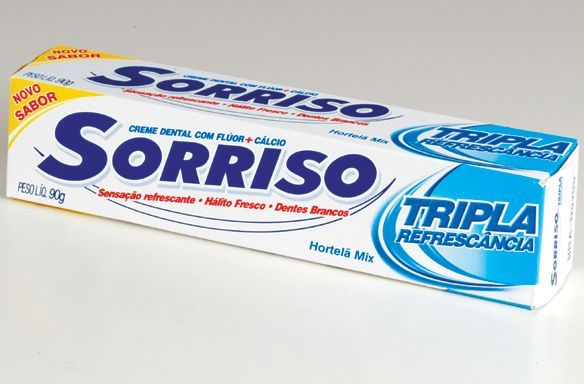 NOVO
SABOR
PESO LÍQ. 90g
CREME DENTAL COM FLÚOR + CÁLCIO
SORRISO
Sensação refrescante • Hálito Fresco • Dentes Brancos
Hortelã Mix
TRIPLA
REFRESCÂNCIA
NOVO
SABOR
PESO LÍQ. 90g
CREME DENTAL COM FLÚOR + CÁLCIO
SORRISO
Sensação refrescante • Hálito Fresco • Dentes Brancos
Hortelã Mix
TRIPLA
REFRESCÂNCIA
SORRISO TRIPLA